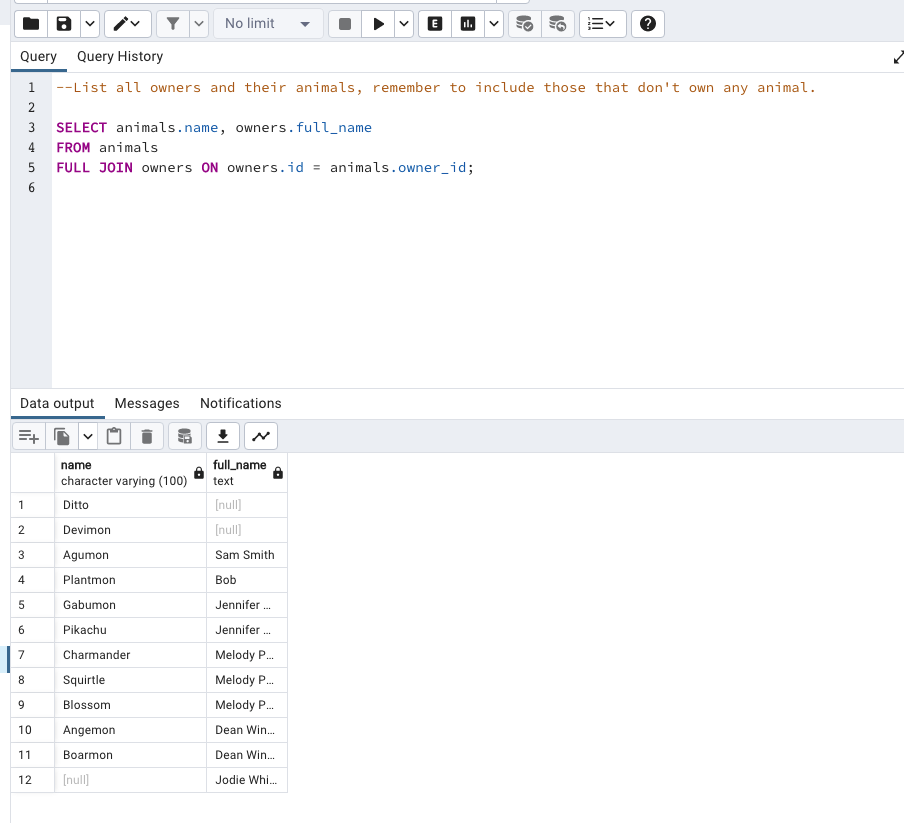 No limit
E
Query Query History
1 --List all owners and their animals, remember to include those that don't own any animal.
2
3 SELECT animals.name, owners.full_name
4 FROM animals
5 FULL JOIN owners ON owners.id = animals.owner_id;
6
Data output Messages Notifications
name full_name
character varying (100) text
1 Ditto [null]
2 Devimon [null]
3 Agumon Sam Smith
4 Plantmon Bob
5 Gabumon Jennifer ...
6 Pikachu Jennifer ...
7 Charmander Melody P...
8 Squirtle Melody P...
9 Blossom Melody P...
10 Angemon Dean Win...
11 Boarmon Dean Win...
12 [null] Jodie Whi...